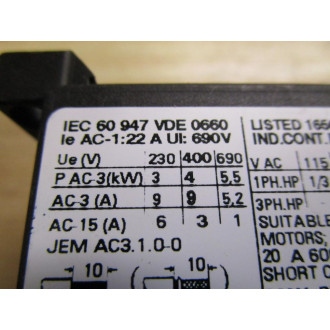 IEC 60 947 VDE 0660
Ie AC-1:22 A UI: 690V
Ue (V) 230 400 690
P AC-3(kW) 3 4 5,5
AC-3 (A) 9 9 5,2
AC-15 (A) 6 3 1
JEM AC3.1.0-0
10 10
LISTED
IND.CONT.
V AC 115
1PH.HP 1/3
3PH.HP
SUITABLE
MOTORS;
20 A 60
SHORT